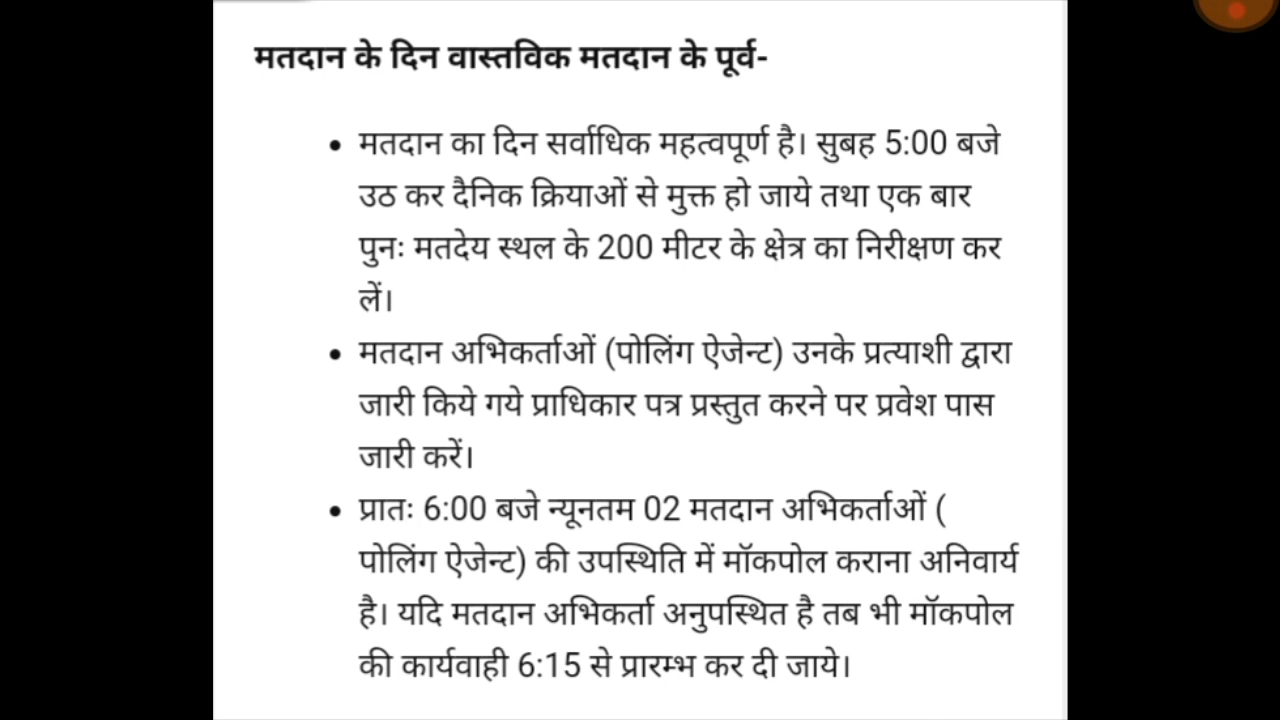 मतदान के दिन वास्तविक मतदान के पूर्व-
• मतदान का दिन सर्वाधिक महत्वपूर्ण है। सुबह 5:00 बजे
उठ कर दैनिक क्रियाओं से मुक्त हो जाये तथा एक बार
पुनः मतदेय स्थल के 200 मीटर के क्षेत्र का निरीक्षण कर
लें।
• मतदान अभिकर्ताओं (पोलिंग ऐजेन्ट) उनके प्रत्याशी द्वारा
जारी किये गये प्राधिकार पत्र प्रस्तुत करने पर प्रवेश पास
जारी करें।
• प्रातः 6:00 बजे न्यूनतम 02 मतदान अभिकर्ताओं (
पोलिंग ऐजेन्ट) की उपस्थिति में मॉकपोल कराना अनिवार्य
है। यदि मतदान अभिकर्ता अनुपस्थित है तब भी मॉकपोल
की कार्यवाही 6:15 से प्रारम्भ कर दी जाये।